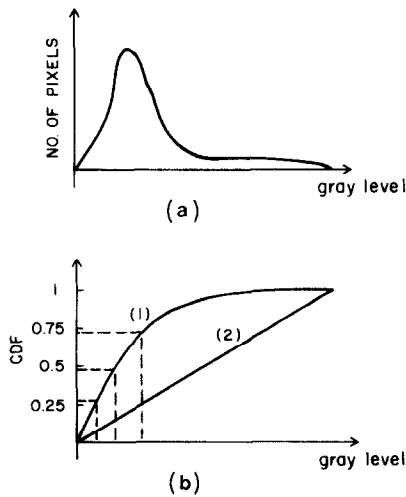 NO. OF PIXELS
gray level
(a)
CDF
1
0.75
0.5
0.25
(1)
(2)
gray level
(b)